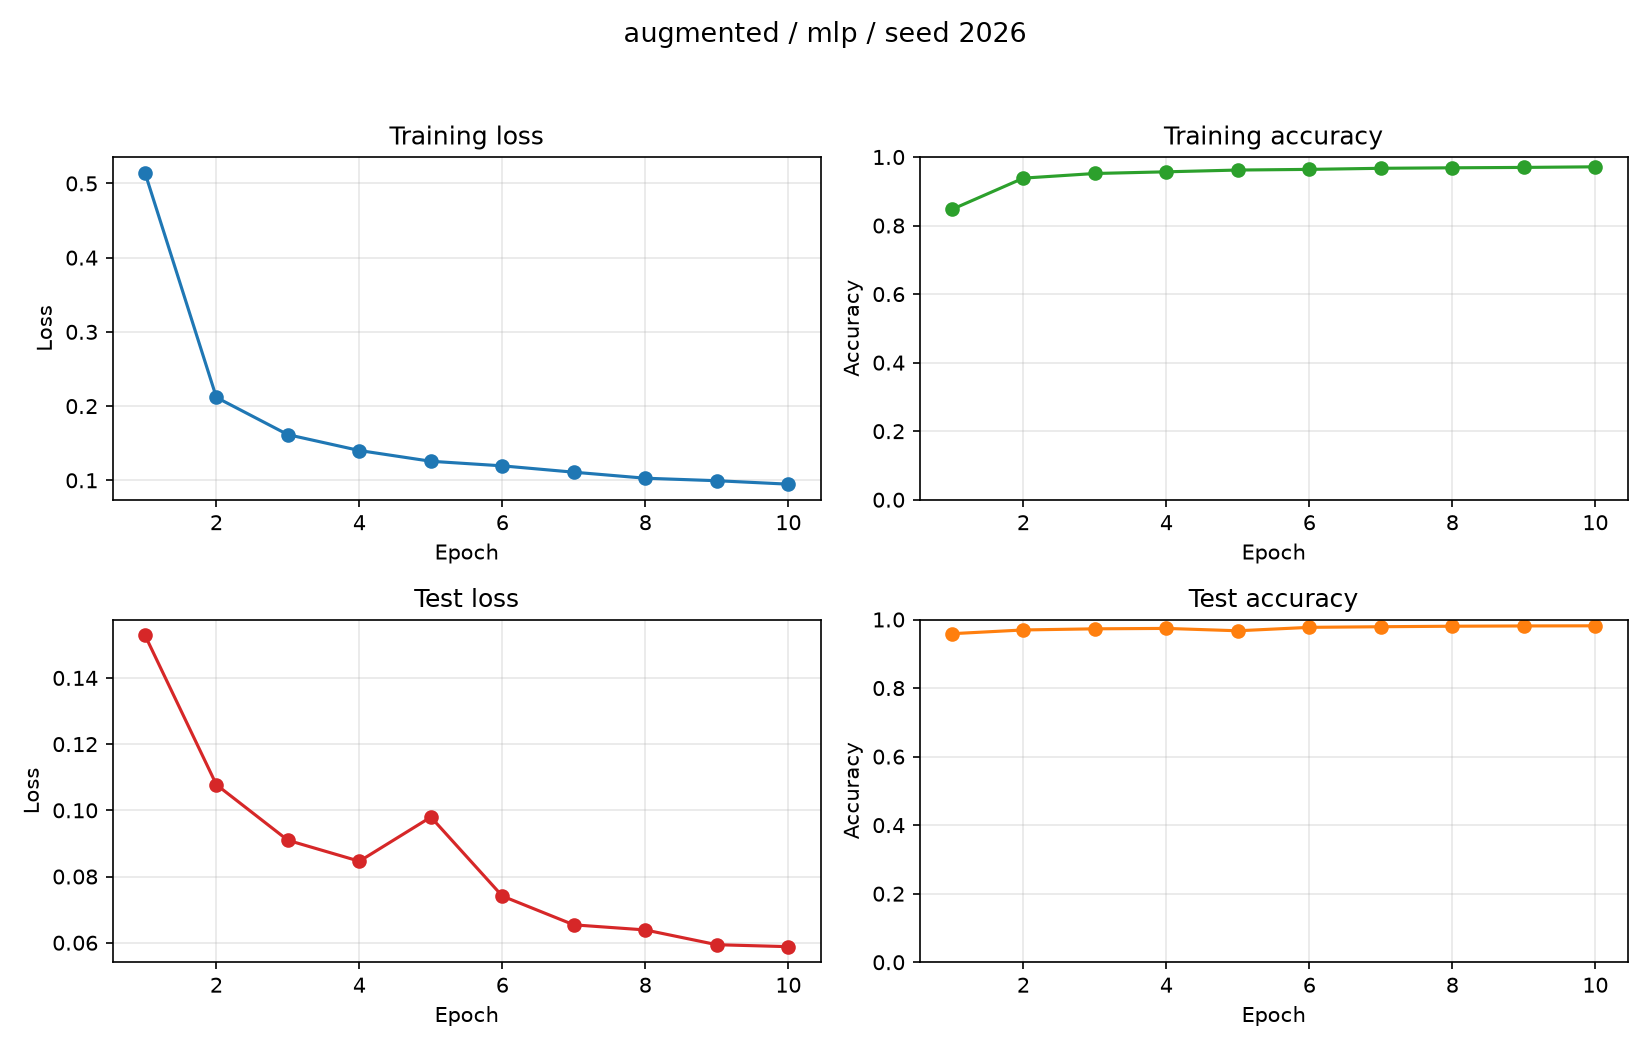 augmented / mlp / seed 2026
Training loss
Loss
0.5
0.4
0.3
0.2
0.1
2 4 6 8 10
Epoch
Training accuracy
Accuracy
1.0
0.8
0.6
0.4
0.2
0.0
2 4 6 8 10
Epoch
Test loss
Loss
0.14
0.12
0.10
0.08
0.06
2 4 6 8 10
Epoch
Test accuracy
Accuracy
1.0
0.8
0.6
0.4
0.2
0.0
2 4 6 8 10
Epoch